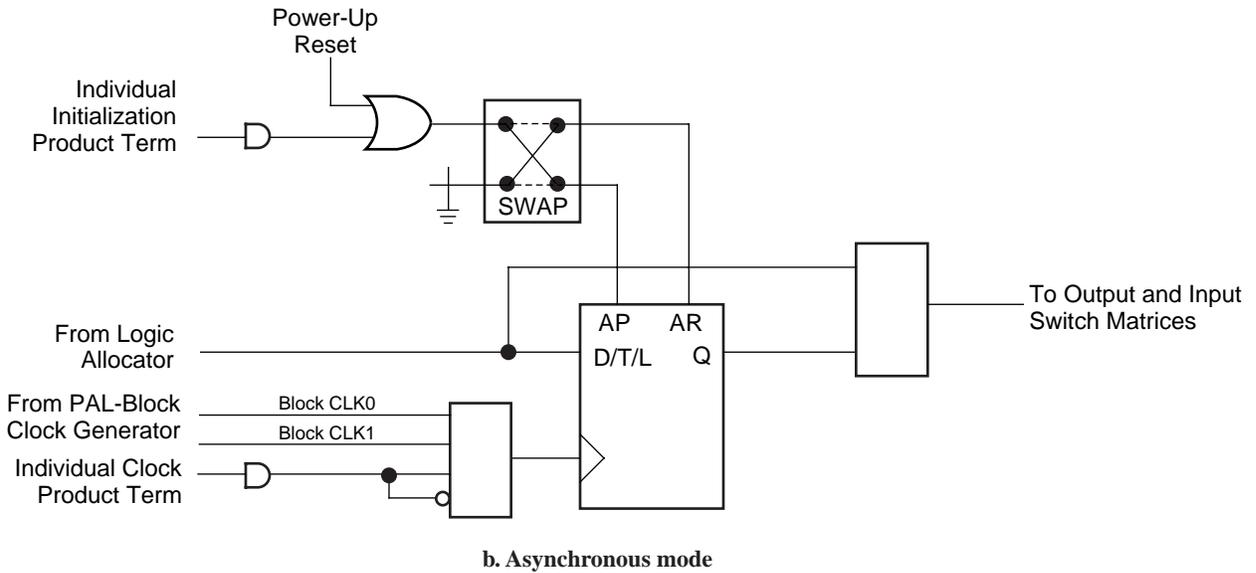 Power-Up
Reset
Individual
Initialization
Product Term
SWAP
AP
AR
D/T/L
Q
To Output and Input
Switch Matrices
From Logic
Allocator
From PAL-Block
Clock Generator
Block CLK0
Block CLK1
Individual Clock
Product Term
b. Asynchronous mode